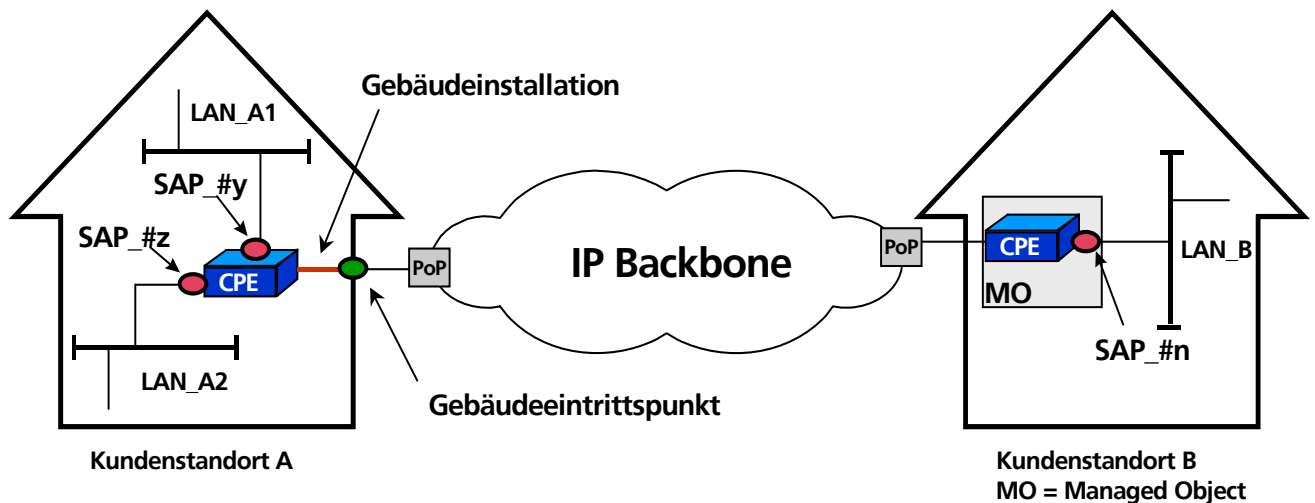 Gebäudeinstallation
LAN_A1
SAP_#y
SAP_#z
CPE
PoP
IP Backbone
PoP
CPE
MO
LAN_B
SAP_#n
LAN_A2
Gebäudeeintrittspunkt
Kundenstandort A
Kundenstandort B
MO = Managed Object